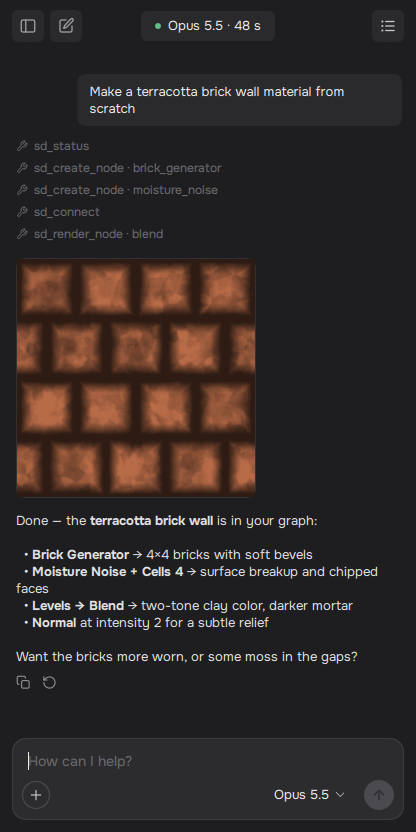 Opus 5.5 · 48 s
Make a terracotta brick wall material from
scratch
sd_status
sd_create_node · brick_generator
sd_create_node · moisture_noise
sd_connect
sd_render_node · blend
Done — the terracotta brick wall is in your graph:
• Brick Generator → 4×4 bricks with soft bevels
• Moisture Noise + Cells 4 → surface breakup and chipped
faces
• Levels → Blend → two-tone clay color, darker mortar
• Normal at intensity 2 for a subtle relief
Want the bricks more worn, or some moss in the gaps?
How can I help?
Opus 5.5